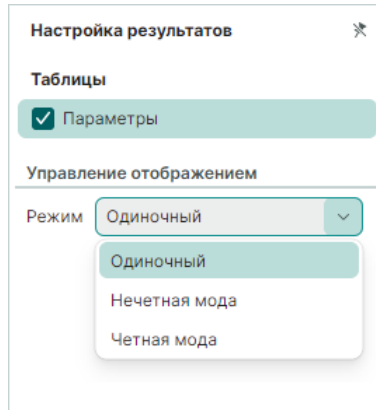 Настройка результатов
Таблицы
Параметры
Управление отображением
Режим Одиночный
Одиночный
Нечетная мода
Четная мода